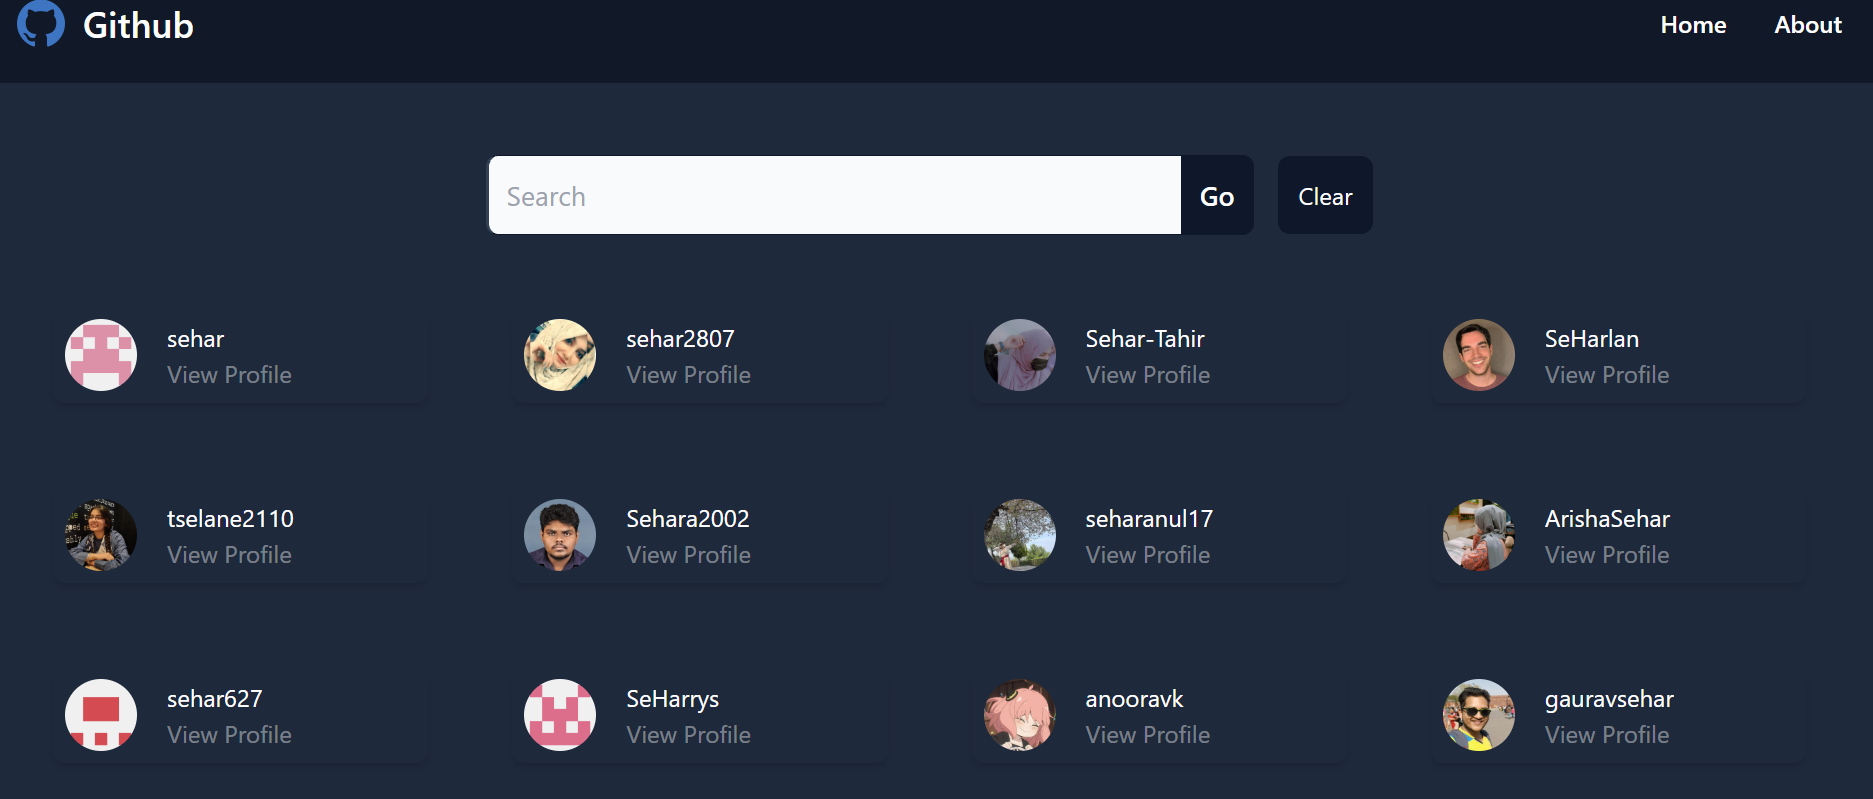 Github
Home
About
Search
Go
Clear
sehar
View Profile
sehar2807
View Profile
Sehar-Tahir
View Profile
SeHarlan
View Profile
tselane2110
View Profile
Sehara2002
View Profile
seharanul17
View Profile
ArishaSehar
View Profile
sehar627
View Profile
SeHarrys
View Profile
anooravk
View Profile
gauravsehar
View Profile